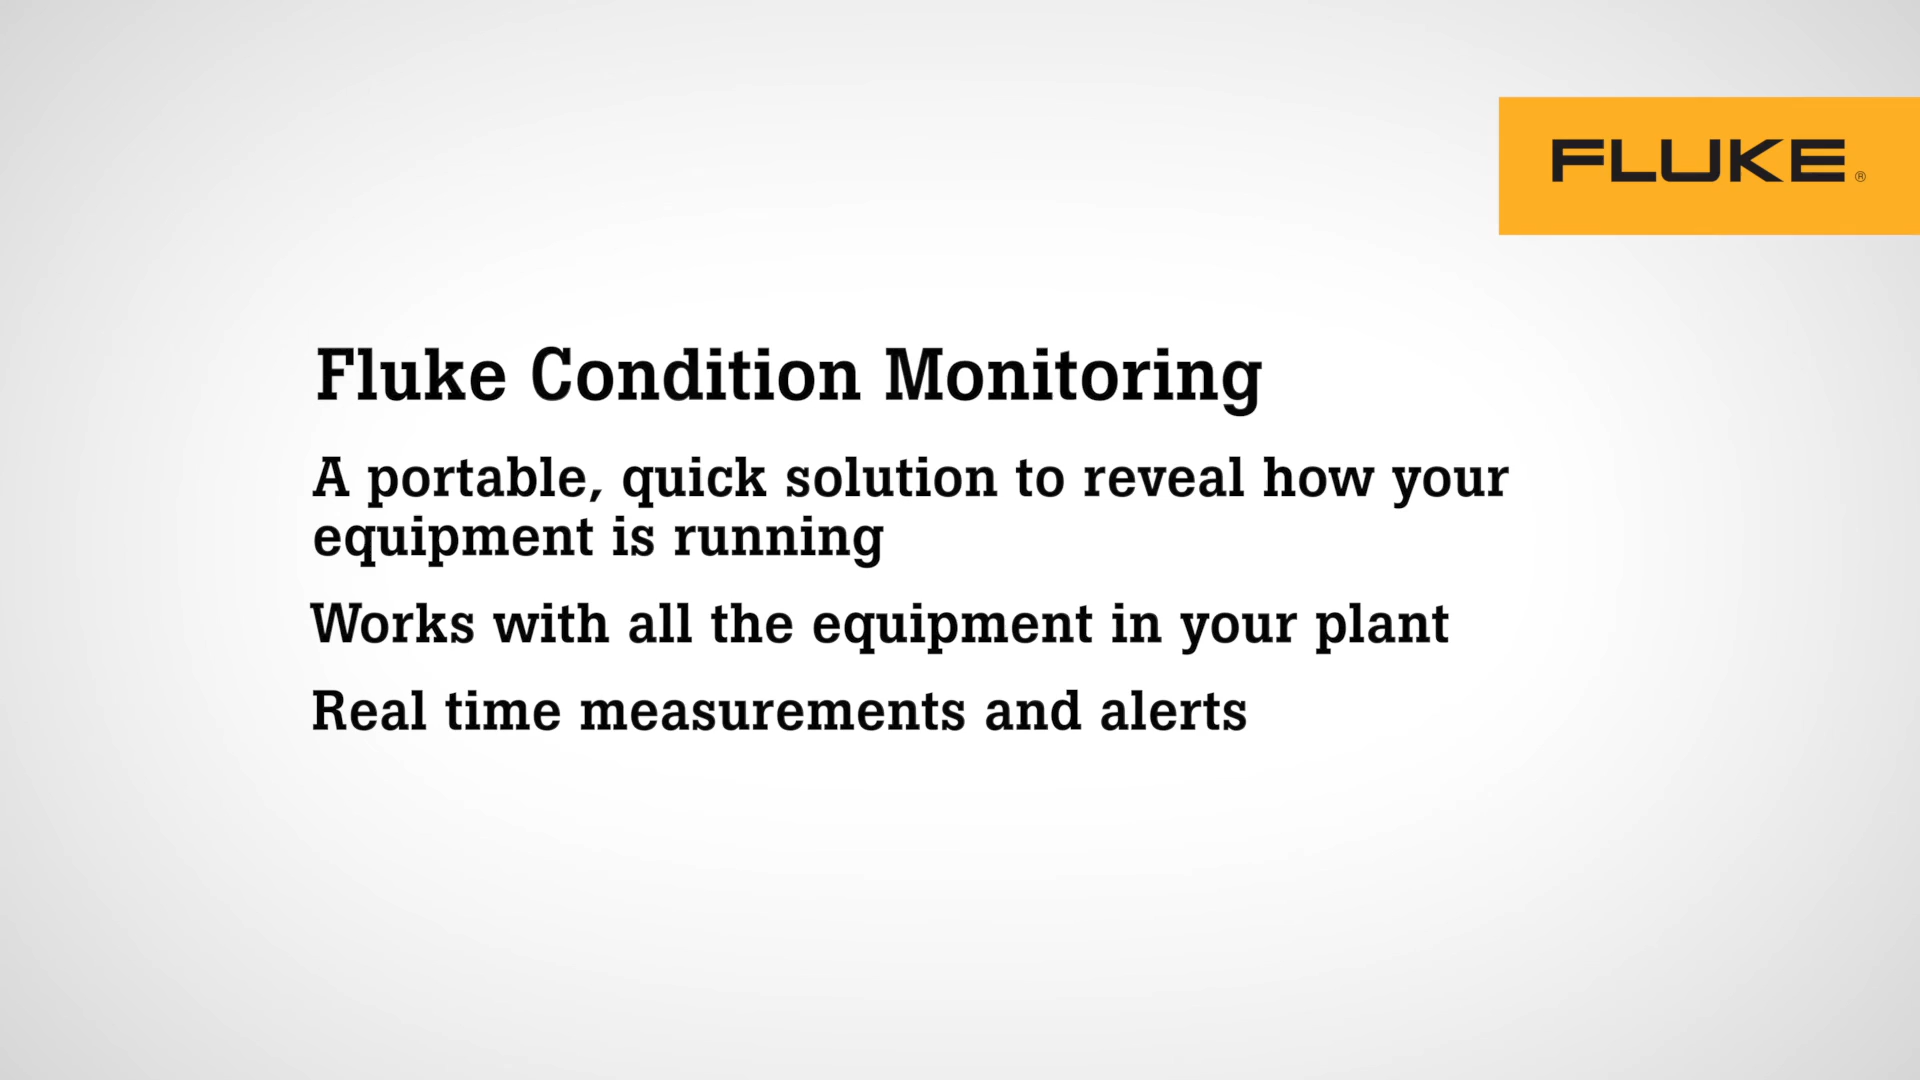 FLUKE®
Fluke Condition Monitoring
A portable, quick solution to reveal how your
equipment is running
Works with all the equipment in your plant
Real time measurements and alerts